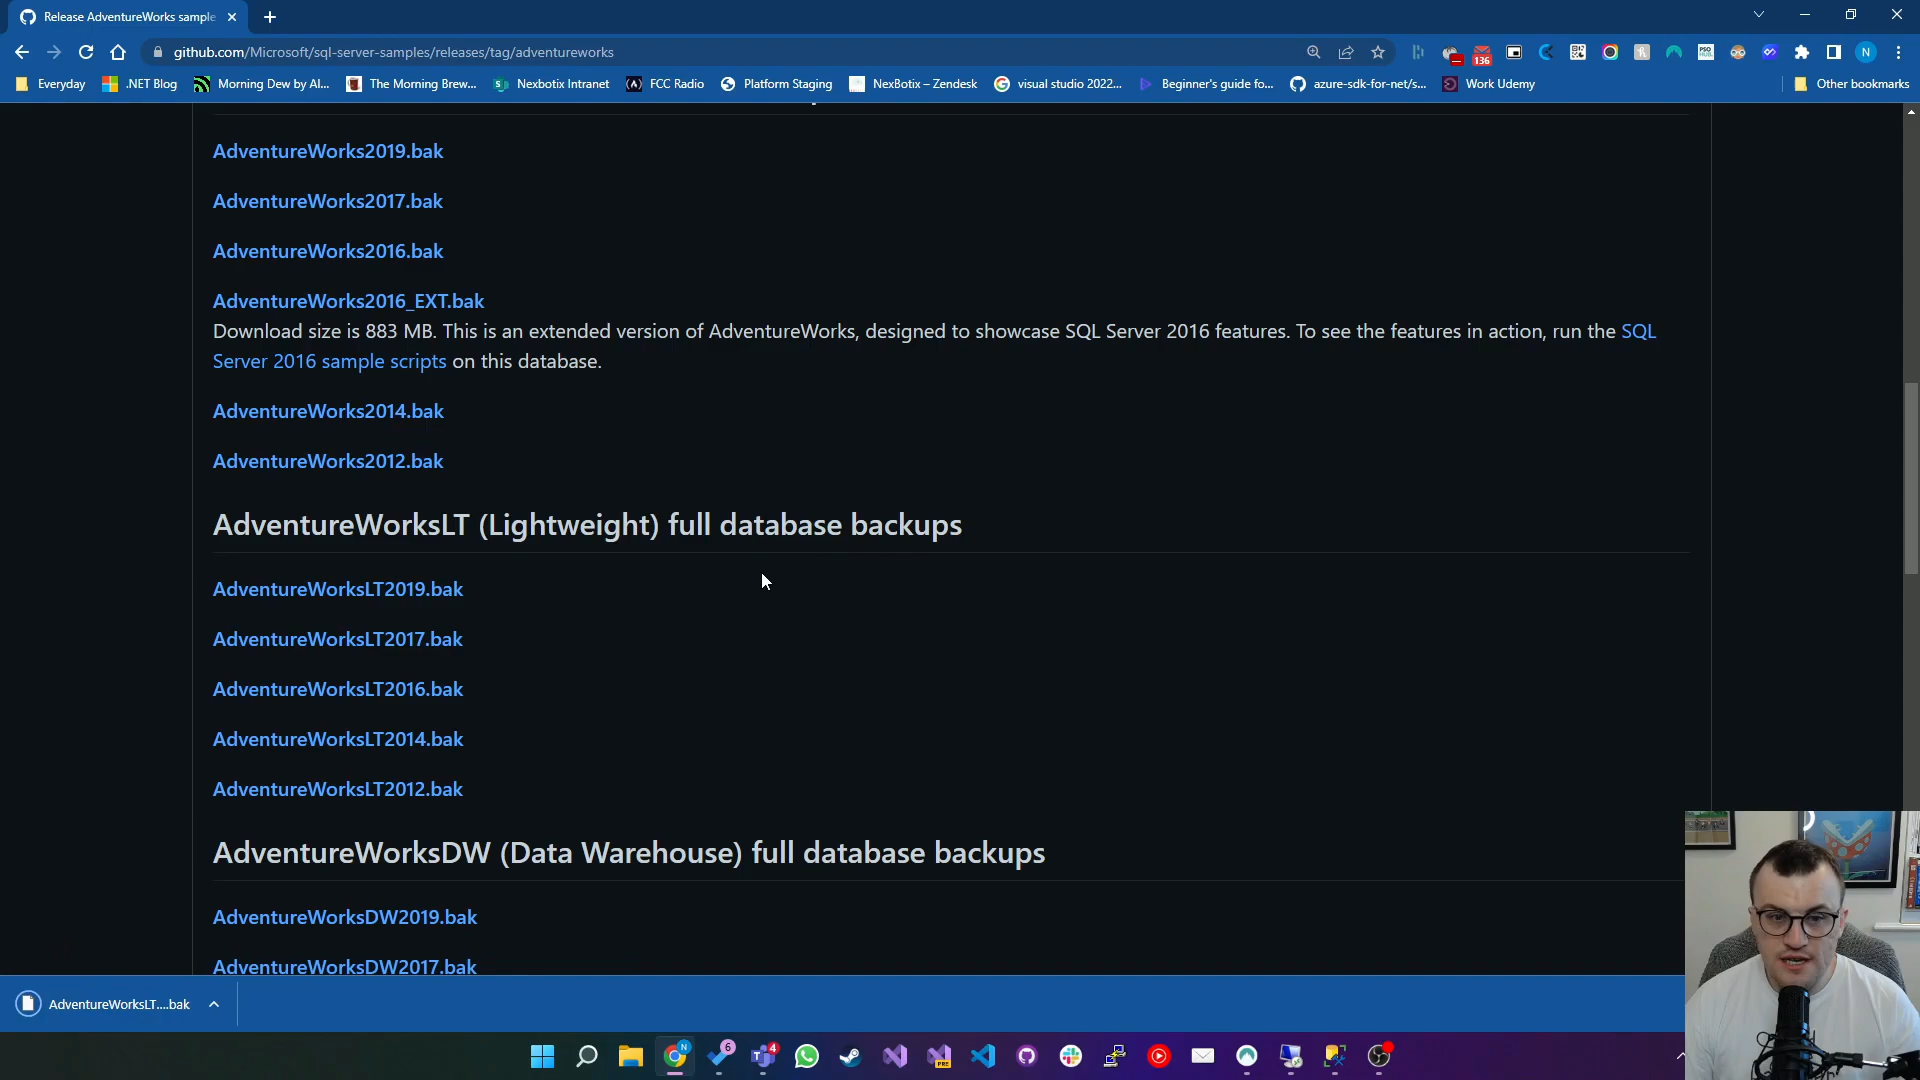 Release AdventureWorks sample
github.com/Microsoft/sql-server-samples/releases/tag/adventureworks
136
N
Everyday
.NET Blog
Morning Dew by Al...
The Morning Brew...
Nexbotix Intranet
FCC Radio
Platform Staging
NexBotix – Zendesk
visual studio 2022...
Beginner's guide fo...
azure-sdk-for-net/s...
Work Udemy
Other bookmarks
AdventureWorks2019.bak
AdventureWorks2017.bak
AdventureWorks2016.bak
AdventureWorks2016_EXT.bak
Download size is 883 MB. This is an extended version of AdventureWorks, designed to showcase SQL Server 2016 features. To see the features in action, run the SQL
Server 2016 sample scripts on this database.
AdventureWorks2014.bak
AdventureWorks2012.bak
AdventureWorksLT (Lightweight) full database backups
AdventureWorksLT2019.bak
AdventureWorksLT2017.bak
AdventureWorksLT2016.bak
AdventureWorksLT2014.bak
AdventureWorksLT2012.bak
AdventureWorksDW (Data Warehouse) full database backups
AdventureWorksDW2019.bak
AdventureWorksDW2017.bak
AdventureWorksLT....bak
N
6
4
PRE